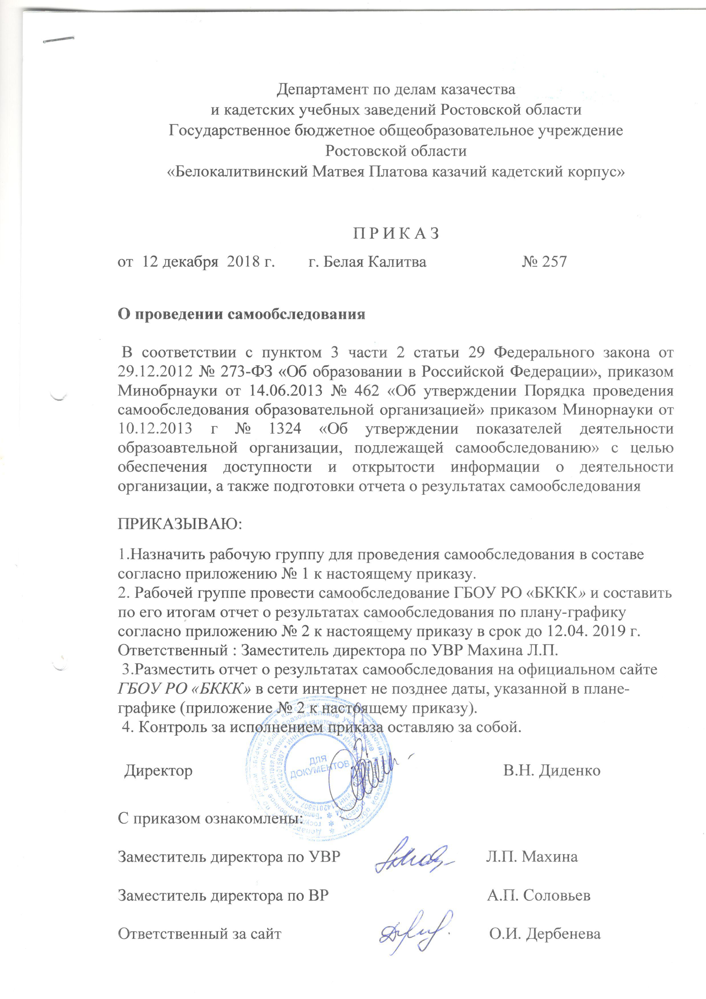 Департамент по делам казачества
и кадетских учебных заведений Ростовской области
Государственное бюджетное общеобразовательное учреждение
Ростовской области
«Белокалитвинский Матвея Платова казачий кадетский корпус»
П Р И К А З
от 12 декабря 2018 г. г. Белая Калитва № 257
О проведении самообследования
В соответствии с пунктом 3 части 2 статьи 29 Федерального закона от
29.12.2012 № 273-ФЗ «Об образовании в Российской Федерации», приказом
Минобрнауки от 14.06.2013 № 462 «Об утверждении Порядка проведения
самообследования образовательной организацией» приказом Минорнауки от
10.12.2013 г № 1324 «Об утверждении показателей деятельности
образоавтельной организации, подлежащей самообследованию» с целью
обеспечения доступности и открытости информации о деятельности
организации, а также подготовки отчета о результатах самообследования
ПРИКАЗЫВАЮ:
1.Назначить рабочую группу для проведения самообследования в составе
согласно приложению № 1 к настоящему приказу.
2. Рабочей группе провести самообследование ГБОУ РО «БККК» и составить
по его итогам отчет о результатах самообследования по плану-графику
согласно приложению № 2 к настоящему приказу в срок до 12.04. 2019 г.
Ответственный : Заместитель директора по УВР Махина Л.П.
3.Разместить отчет о результатах самообследования на официальном сайте
ГБОУ РО «БККК» в сети интернет не позднее даты, указанной в плане-
графике (приложение № 2 к настоящему приказу).
4. Контроль за исполнением приказа оставляю за собой.
ДЛЯ
ДОКУМЕНТОВ
Директор В.Н. Диденко
С приказом ознакомлены:
Заместитель директора по УВР Л.П. Махина
Заместитель директора по ВР А.П. Соловьев
Ответственный за сайт О.И. Дербенева